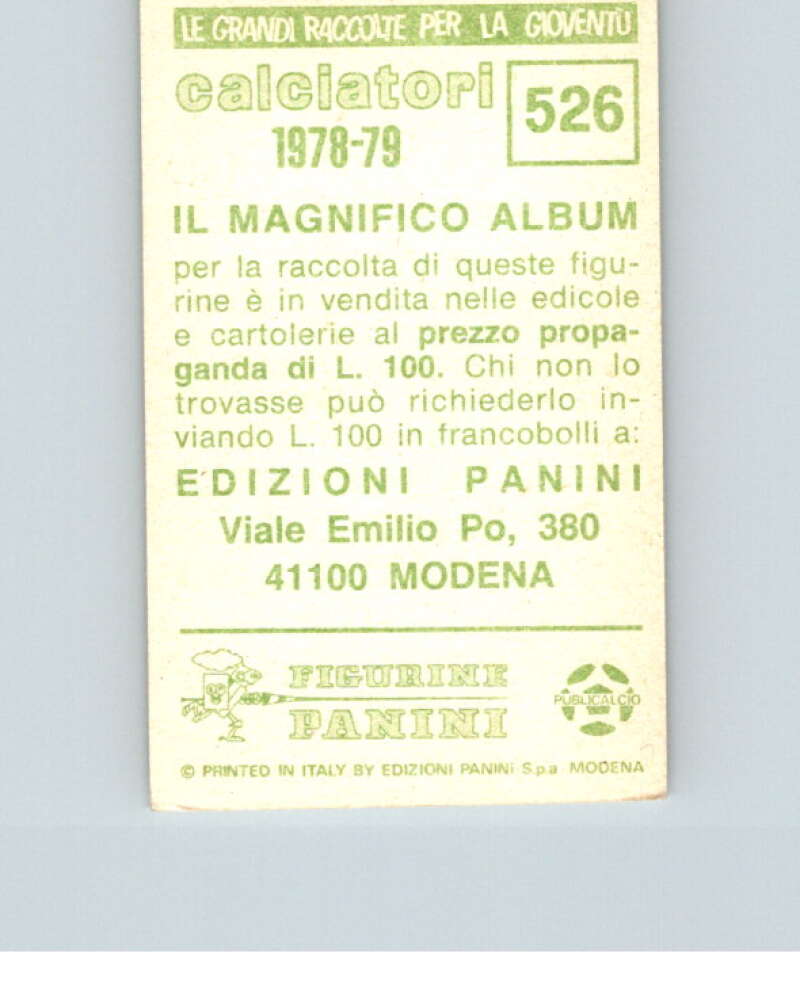 LE GRANDI RACCOLTE PER LA GIOVENTÙ
calciatori
1978-79
526
IL MAGNIFICO ALBUM
per la raccolta di queste figu-
rine è in vendita nelle edicole
e cartolerie al prezzo propa-
ganda di L. 100. Chi non lo
trovasse può richiederlo in-
viando L. 100 in francobolli a:
EDIZIONI PANINI
Viale Emilio Po, 380
41100 MODENA
FIGURINE
PANINI
PUBLICALCIO
© PRINTED IN ITALY BY EDIZIONI PANINI S.p.a MODENA